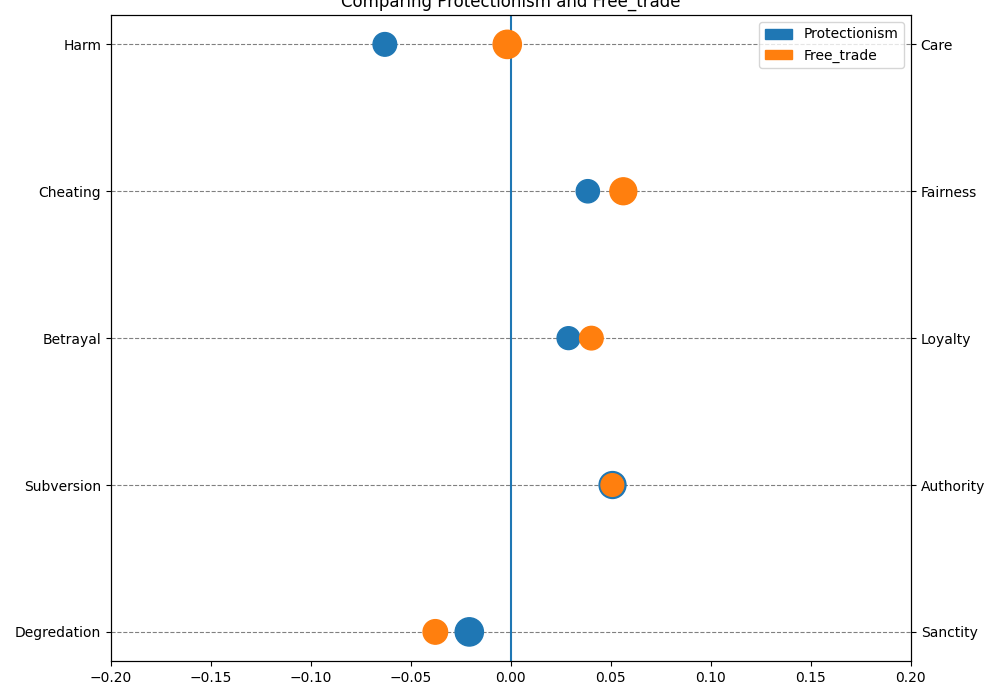 Comparing Protectionism and Free_trade
Protectionism
Free_trade
Harm
Care
Cheating
Fairness
Betrayal
Loyalty
Subversion
Authority
Degredation
Sanctity
−0.20 −0.15 −0.10 −0.05 0.00 0.05 0.10 0.15 0.20